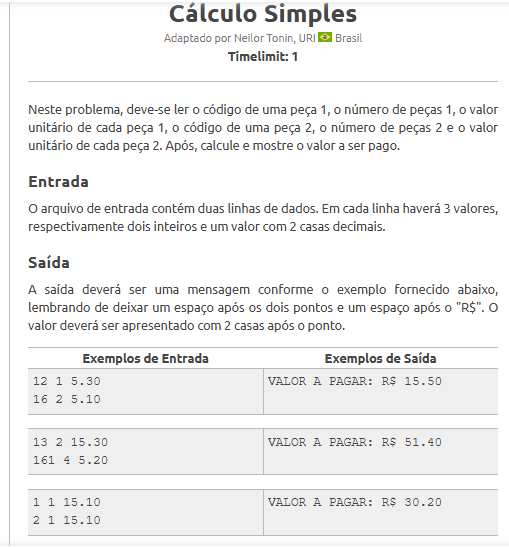 Cálculo Simples
Adaptado por Neilor Tonin, URI Brasil
Timelimit: 1
Neste problema, deve-se ler o código de uma peça 1, o número de peças 1, o valor
unitário de cada peça 1, o código de uma peça 2, o número de peças 2 e o valor
unitário de cada peça 2. Após, calcule e mostre o valor a ser pago.
Entrada
O arquivo de entrada contém duas linhas de dados. Em cada linha haverá 3 valores,
respectivamente dois inteiros e um valor com 2 casas decimais.
Saída
A saída deverá ser uma mensagem conforme o exemplo fornecido abaixo,
lembrando de deixar um espaço após os dois pontos e um espaço após o "R$". O
valor deverá ser apresentado com 2 casas após o ponto.
Exemplos de Entrada Exemplos de Saída
12 1 5.30 VALOR A PAGAR: R$ 15.50
16 2 5.10
13 2 15.30 VALOR A PAGAR: R$ 51.40
161 4 5.20
1 1 15.10 VALOR A PAGAR: R$ 30.20
2 1 15.10